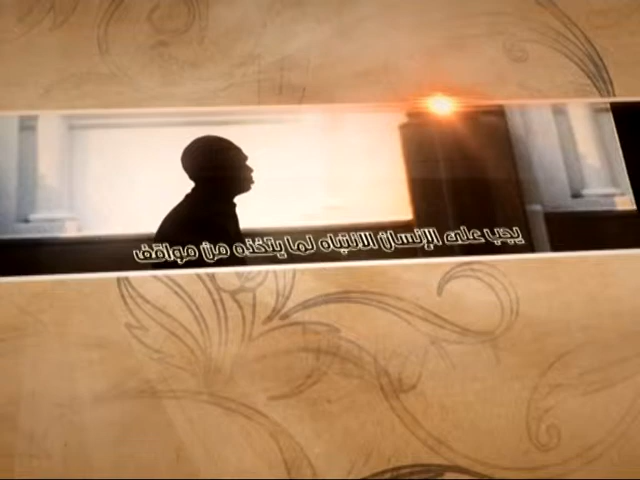 يجب على الإنسان الانتباه لما يتخذه من مواقف